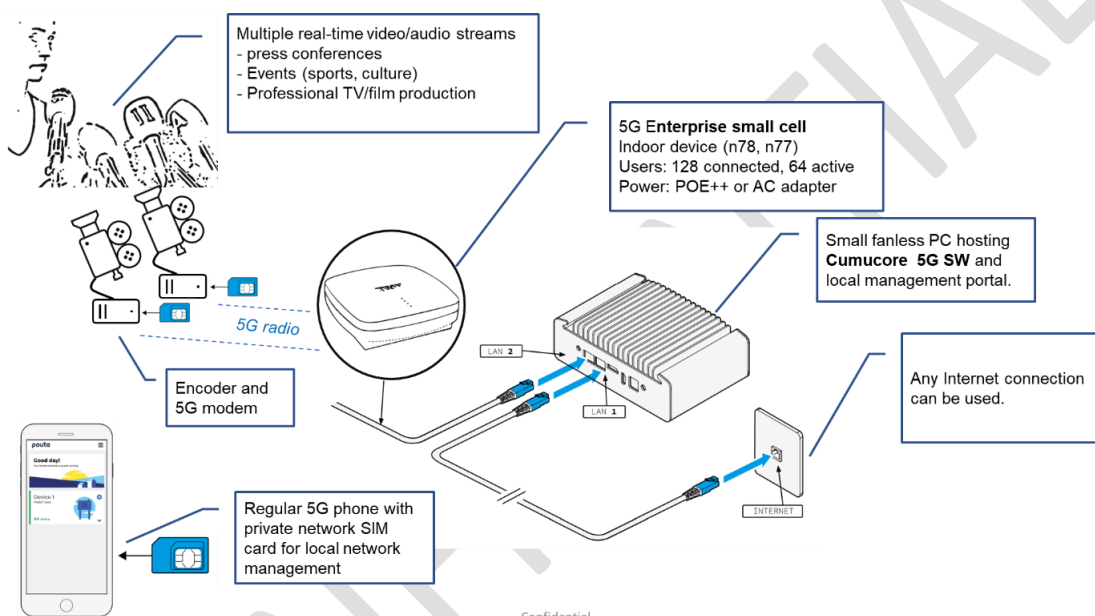 Multiple real-time video/audio streams
- press conferences
- Events (sports, culture)
- Professional TV/film production
5G Enterprise small cell
Indoor device (n78, n77)
Users: 128 connected, 64 active
Power: POE++ or AC adapter
Small fanless PC hosting
Cumucore 5G SW and
local management portal.
5G radio
LAN 2
LAN 1
Encoder and
5G modem
Any Internet connection
can be used.
INTERNET
pouta
Good day!
Device 1
Regular 5G phone with
private network SIM
card for local network
management
Confidential